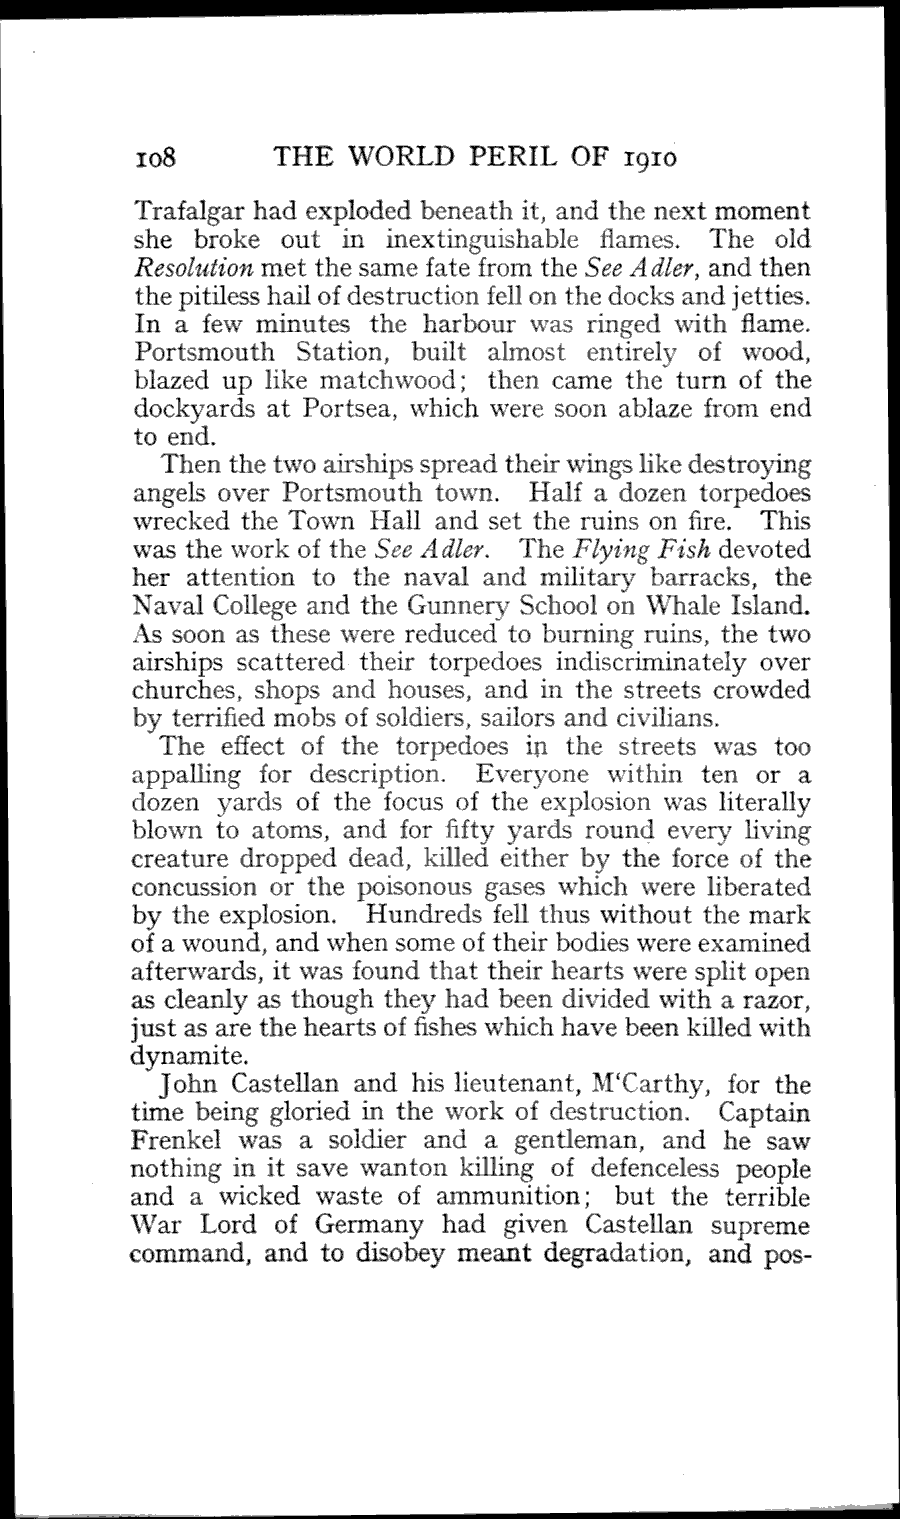 108 THE WORLD PERIL OF 1910
Trafalgar had exploded beneath it, and the next moment
she broke out in inextinguishable flames. The old
Resolution met the same fate from the See Adler, and then
the pitiless hail of destruction fell on the docks and jetties.
In a few minutes the harbour was ringed with flame.
Portsmouth Station, built almost entirely of wood,
blazed up like matchwood; then came the turn of the
dockyards at Portsea, which were soon ablaze from end
to end.
Then the two airships spread their wings like destroying
angels over Portsmouth town. Half a dozen torpedoes
wrecked the Town Hall and set the ruins on fire. This
was the work of the See Adler. The Flying Fish devoted
her attention to the naval and military barracks, the
Naval College and the Gunnery School on Whale Island.
As soon as these were reduced to burning ruins, the two
airships scattered their torpedoes indiscriminately over
churches, shops and houses, and in the streets crowded
by terrified mobs of soldiers, sailors and civilians.
The effect of the torpedoes in the streets was too
appalling for description. Everyone within ten or a
dozen yards of the focus of the explosion was literally
blown to atoms, and for fifty yards round every living
creature dropped dead, killed either by the force of the
concussion or the poisonous gases which were liberated
by the explosion. Hundreds fell thus without the mark
of a wound, and when some of their bodies were examined
afterwards, it was found that their hearts were split open
as cleanly as though they had been divided with a razor,
just as are the hearts of fishes which have been killed with
dynamite.
John Castellan and his lieutenant, M‘Carthy, for the
time being gloried in the work of destruction. Captain
Frenkel was a soldier and a gentleman, and he saw
nothing in it save wanton killing of defenceless people
and a wicked waste of ammunition; but the terrible
War Lord of Germany had given Castellan supreme
command, and to disobey meant degradation, and pos-